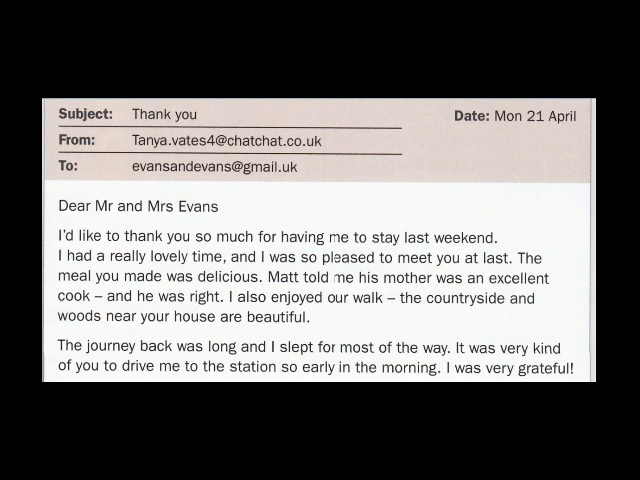 Subject: Thank you Date: Mon 21 April
From: Tanya.vates4@chatchat.co.uk
To: evansandevans@gmail.uk
Dear Mr and Mrs Evans
I'd like to thank you so much for having me to stay last weekend.
I had a really lovely time, and I was so pleased to meet you at last. The
meal you made was delicious. Matt told me his mother was an excellent
cook – and he was right. I also enjoyed our walk – the countryside and
woods near your house are beautiful.
The journey back was long and I slept for most of the way. It was very kind
of you to drive me to the station so early in the morning. I was very grateful!